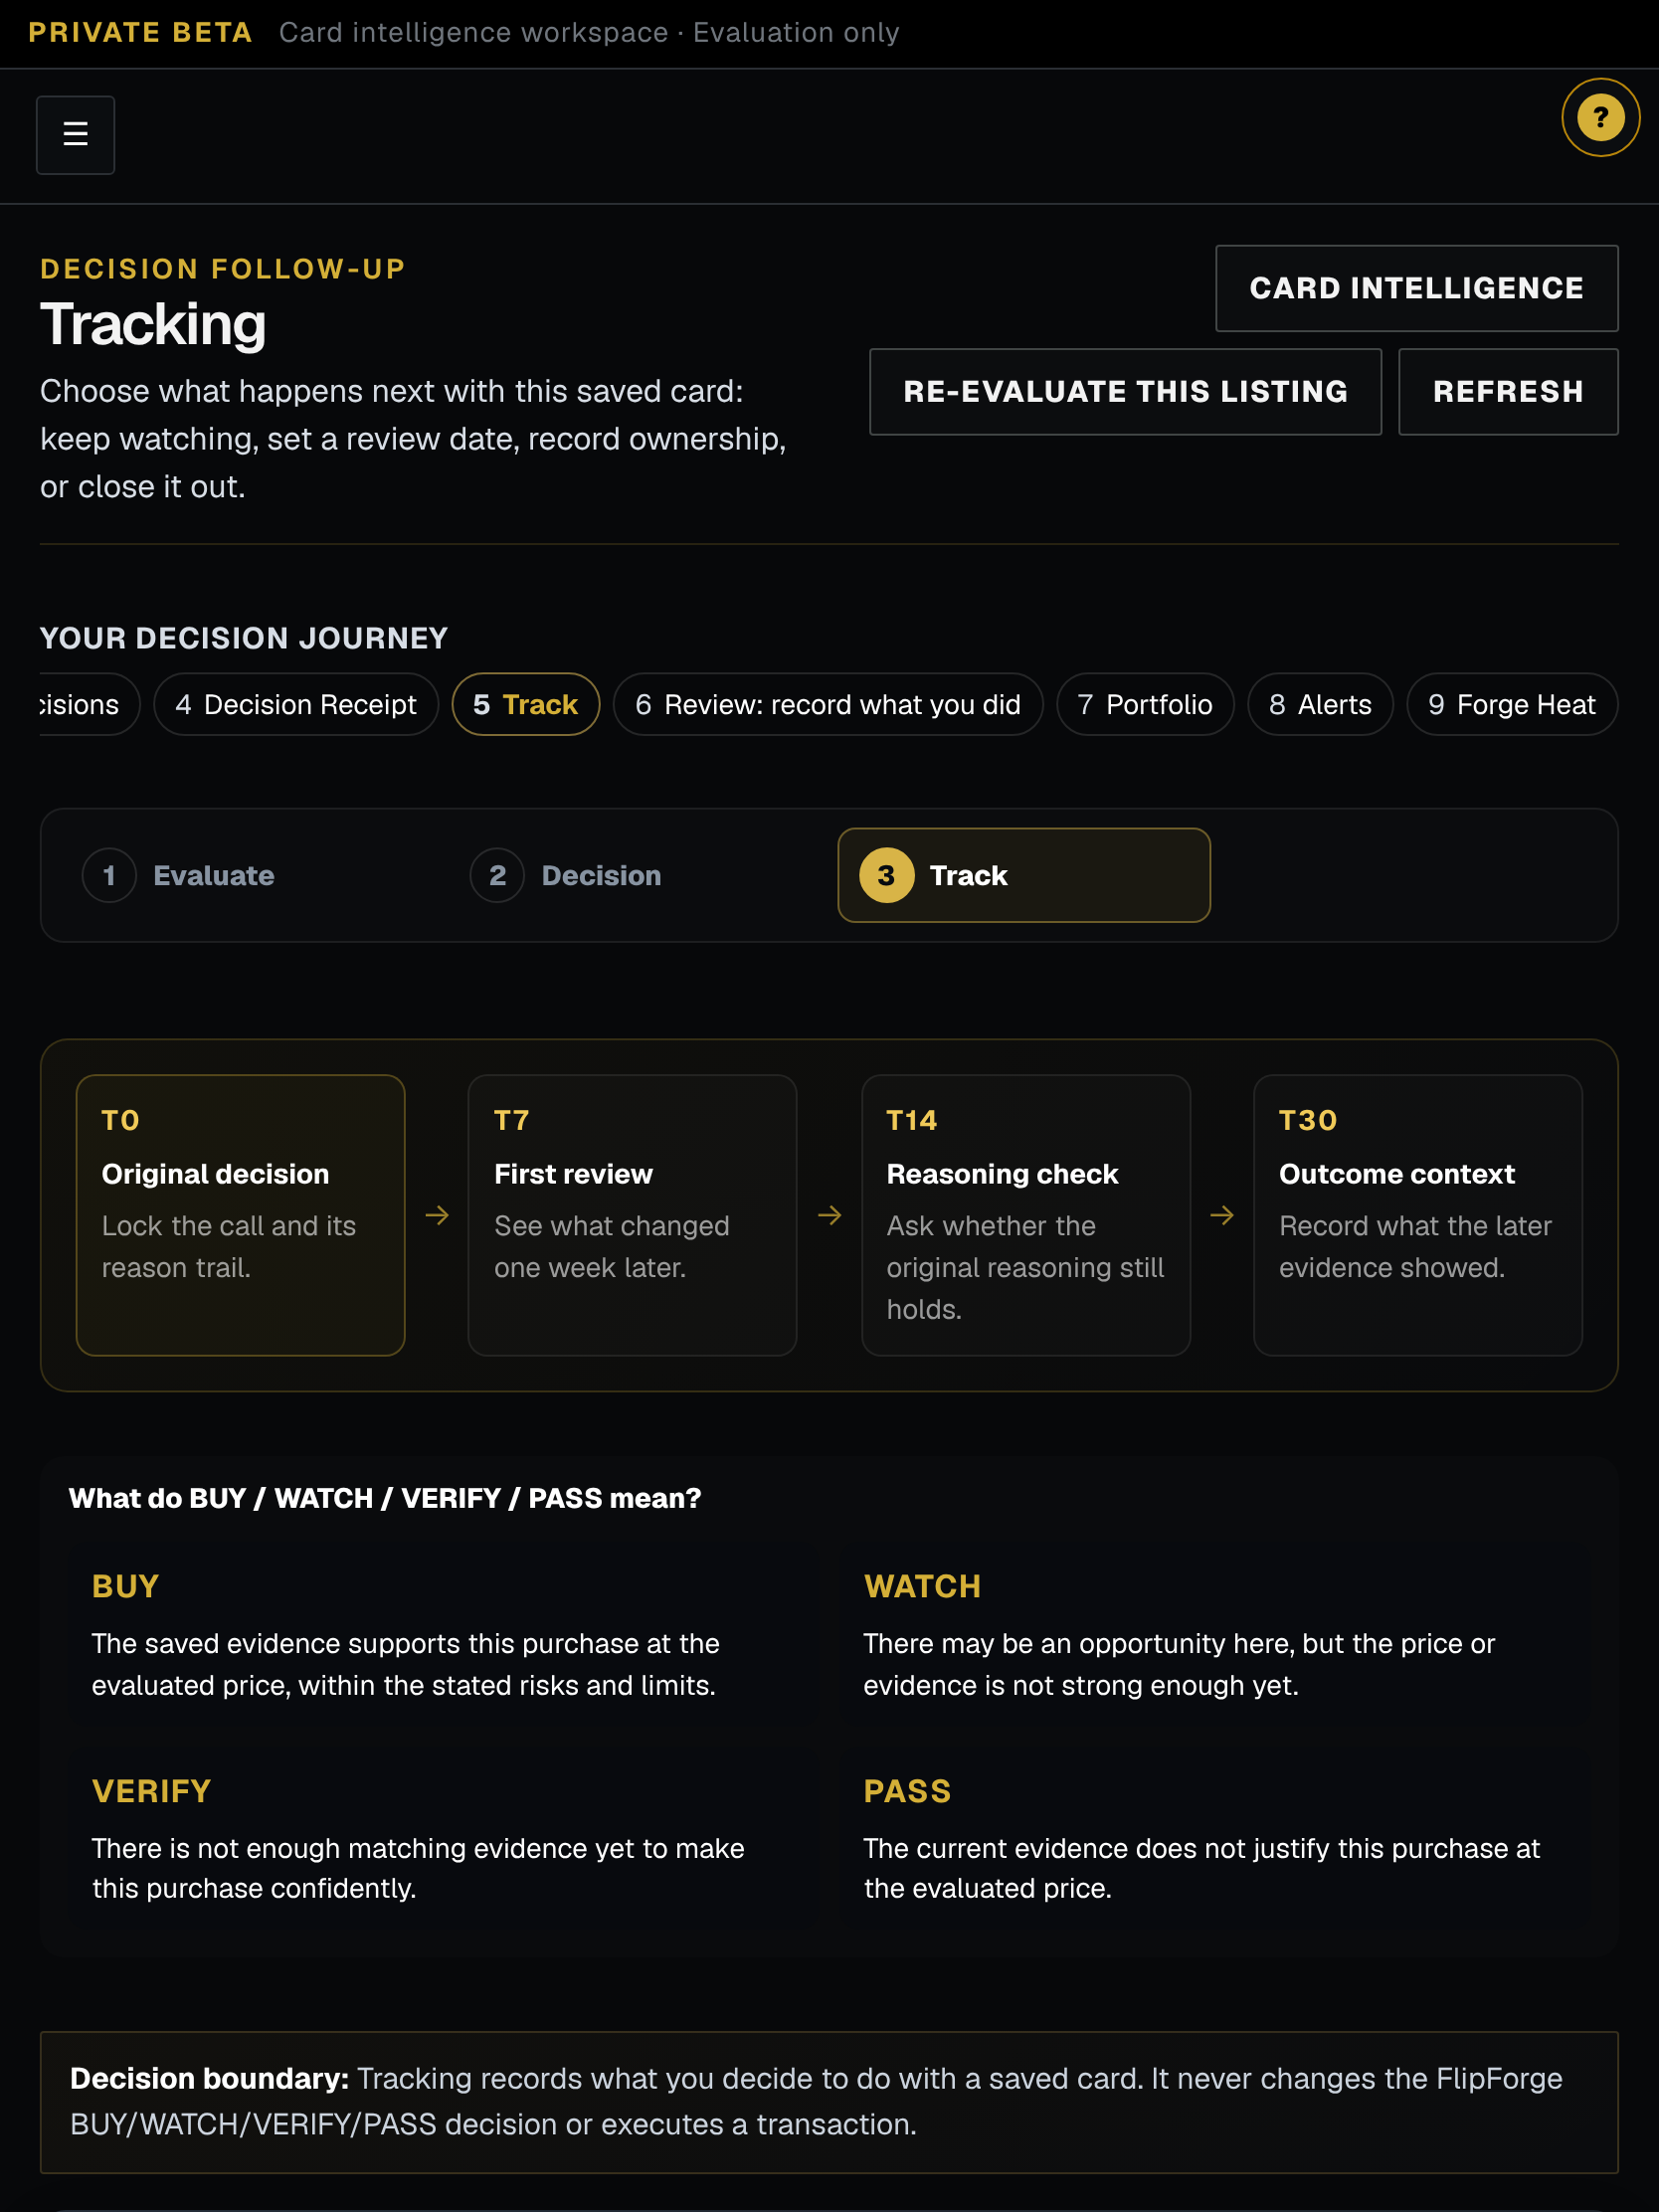 PRIVATE BETA Card intelligence workspace · Evaluation only
?
DECISION FOLLOW-UP
Tracking
Choose what happens next with this saved card:
keep watching, set a review date, record ownership,
or close it out.
CARD INTELLIGENCE
RE-EVALUATE THIS LISTING
REFRESH
YOUR DECISION JOURNEY
cisions
4 Decision Receipt
5 Track
6 Review: record what you did
7 Portfolio
8 Alerts
9 Forge Heat
1 Evaluate
2 Decision
3 Track
T0
Original decision
Lock the call and its
reason trail.
→
T7
First review
See what changed
one week later.
→
T14
Reasoning check
Ask whether the
original reasoning still
holds.
→
T30
Outcome context
Record what the later
evidence showed.
What do BUY / WATCH / VERIFY / PASS mean?
BUY
The saved evidence supports this purchase at the
evaluated price, within the stated risks and limits.
WATCH
There may be an opportunity here, but the price or
evidence is not strong enough yet.
VERIFY
There is not enough matching evidence yet to make
this purchase confidently.
PASS
The current evidence does not justify this purchase at
the evaluated price.
Decision boundary: Tracking records what you decide to do with a saved card. It never changes the FlipForge
BUY/WATCH/VERIFY/PASS decision or executes a transaction.